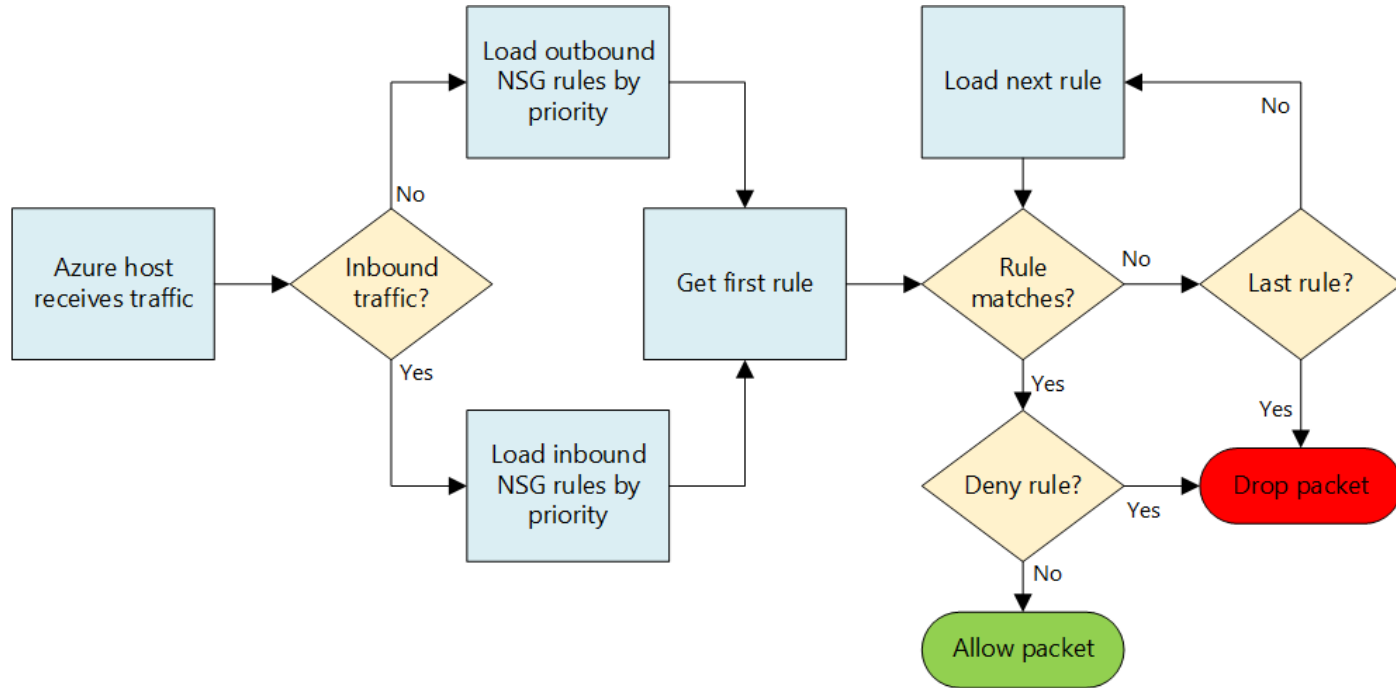 Load outbound
NSG rules by
priority
Load next rule
No
No
Azure host
receives traffic
Inbound
traffic?
Get first rule
Rule
matches?
No
Last rule?
Yes
Yes
Yes
Load inbound
NSG rules by
priority
Deny rule?
Yes
Drop packet
No
Allow packet